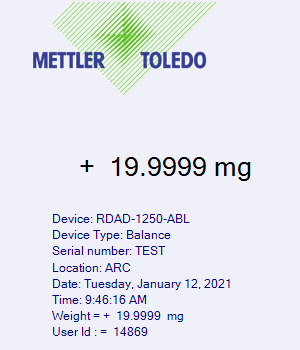 METTLER TOLEDO
+ 19.9999 mg
Device: RDAD-1250-ABL
Device Type: Balance
Serial number: TEST
Location: ARC
Date: Tuesday, January 12, 2021
Time: 9:46:16 AM
Weight = + 19.9999 mg
User Id : = 14869